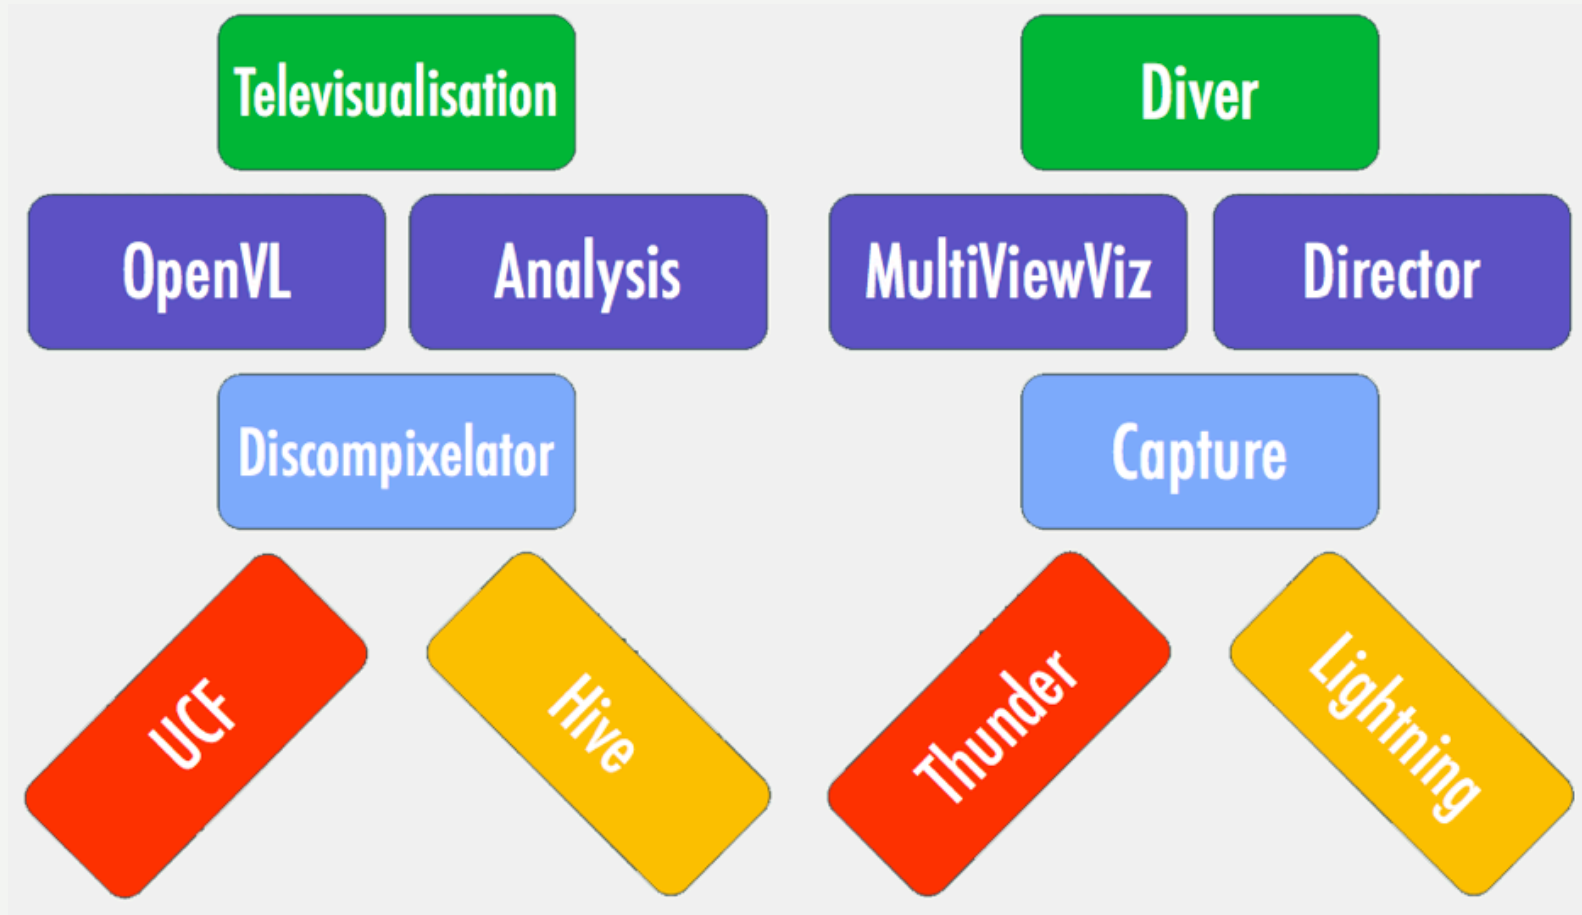 Televisualisation
Diver
OpenVL
Analysis
MultiViewViz
Director
Discompixelator
Capture
UCF
Hive
Thunder
Lightning